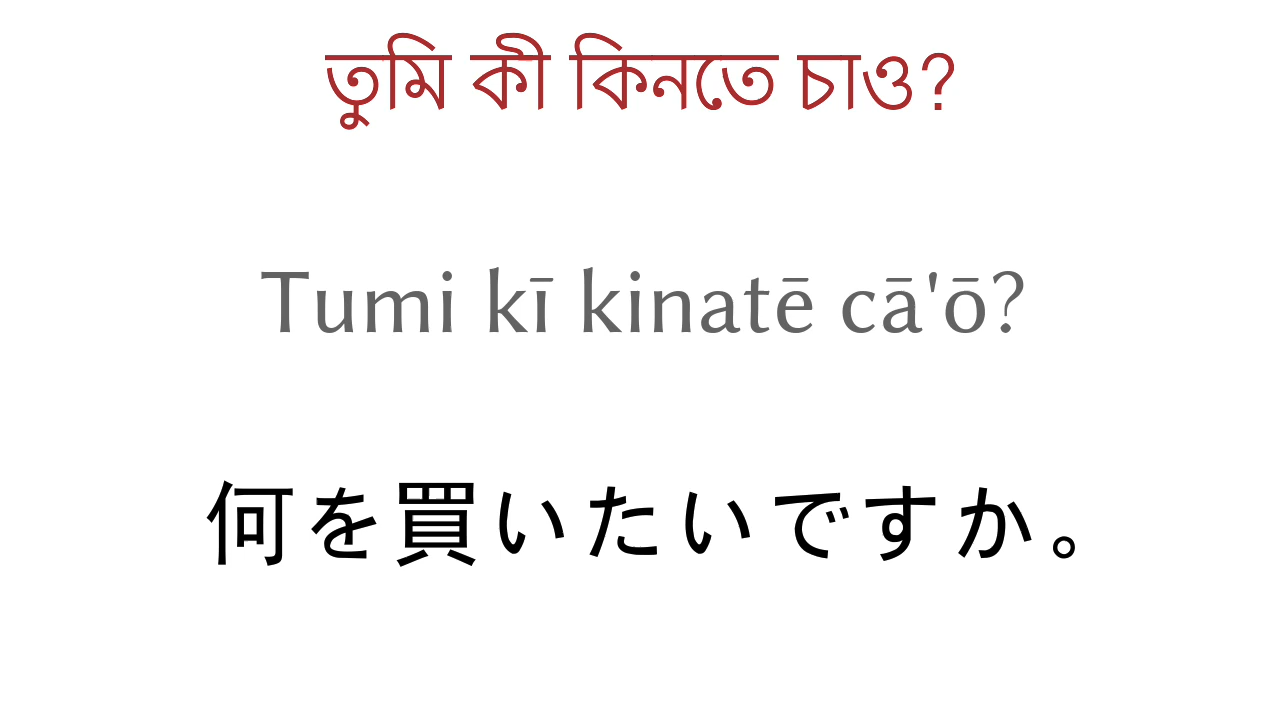 তুমি কী কিনতে চাও?
Tumi kī kinatē cā'ō?
何を買いたいですか。